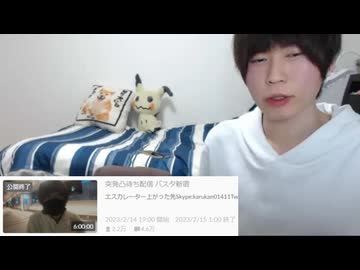 公開終了
6:00:00
突発凸待ち配信 バスタ新宿
エスカレーター上がった先Skype:karukan01411Tw
2023/2/14 19:00 開始 2023/2/15 1:00 終了
2.2万 4.6万